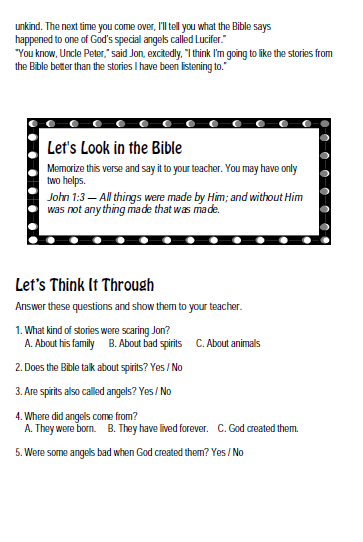 unkind. The next time you come over, I'll tell you what the Bible says
happened to one of God's special angels called Lucifer."
"You know, Uncle Peter," said Jon, excitedly, "I think I'm going to like the stories from
the Bible better than the stories I have been listening to."
Let's Look in the Bible
Memorize this verse and say it to your teacher. You may have only
two helps.
John 1:3 — All things were made by Him; and without Him
was not any thing made that was made.
Let's Think It Through
Answer these questions and show them to your teacher.
1. What kind of stories were scaring Jon?
A. About his family B. About bad spirits C. About animals
2. Does the Bible talk about spirits? Yes / No
3. Are spirits also called angels? Yes / No
4. Where did angels come from?
A. They were born. B. They have lived forever. C. God created them.
5. Were some angels bad when God created them? Yes / No